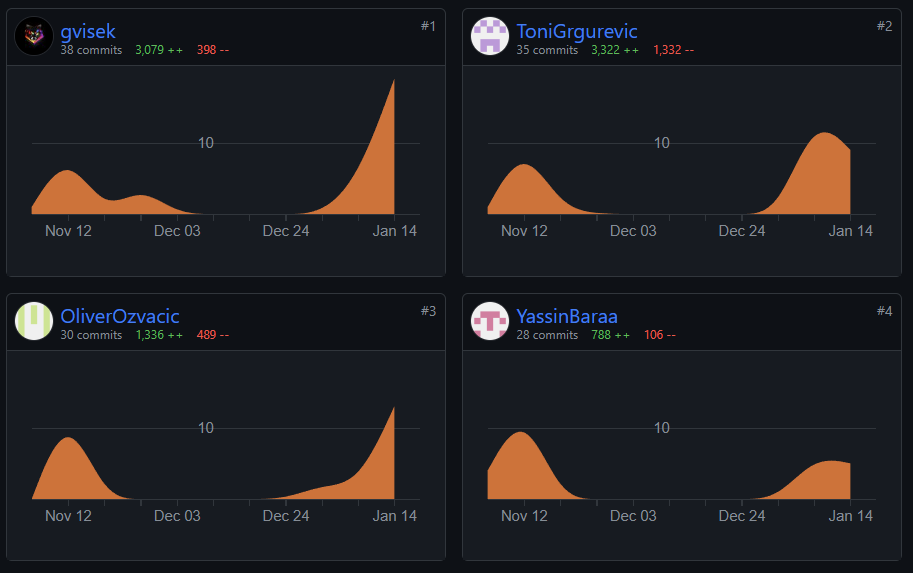 gvisek #1
38 commits 3,079 ++ 398 --
10
Nov 12 Dec 03 Dec 24 Jan 14
ToniGrgurevic #2
35 commits 3,322 ++ 1,332 --
10
Nov 12 Dec 03 Dec 24 Jan 14
OliverOzvacic #3
30 commits 1,336 ++ 489 --
10
Nov 12 Dec 03 Dec 24 Jan 14
YassinBaraa #4
28 commits 788 ++ 106 --
10
Nov 12 Dec 03 Dec 24 Jan 14